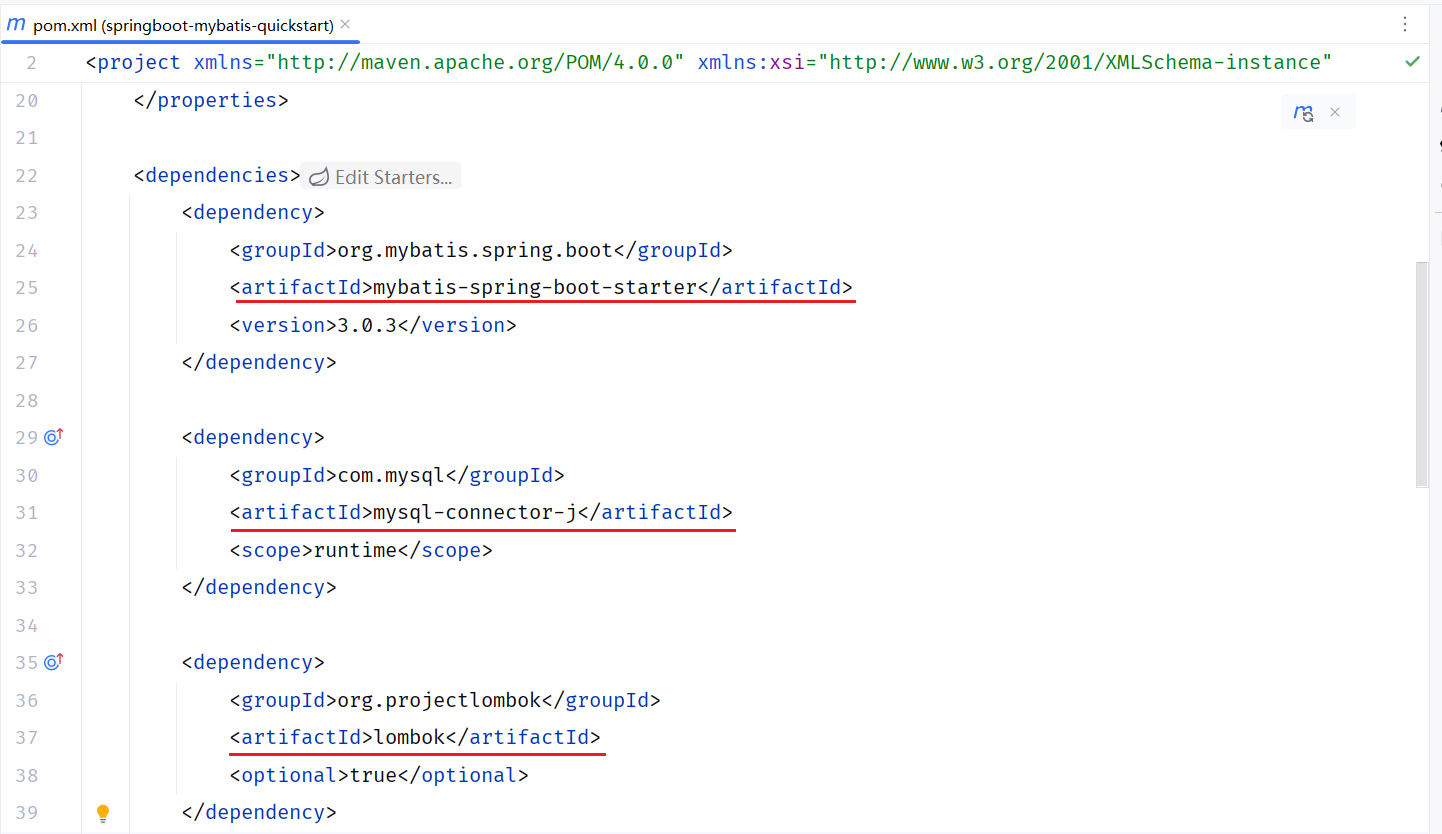 pom.xml (springboot-mybatis-quickstart)
2 <project xmlns="http://maven.apache.org/POM/4.0.0" xmlns:xsi="http://www.w3.org/2001/XMLSchema-instance"
20 </properties>
21
22 <dependencies> Edit Starters...
23 <dependency>
24 <groupId>org.mybatis.spring.boot</groupId>
25 <artifactId>mybatis-spring-boot-starter</artifactId>
26 <version>3.0.3</version>
27 </dependency>
28
29 <dependency>
30 <groupId>com.mysql</groupId>
31 <artifactId>mysql-connector-j</artifactId>
32 <scope>runtime</scope>
33 </dependency>
34
35 <dependency>
36 <groupId>org.projectlombok</groupId>
37 <artifactId>lombok</artifactId>
38 <optional>true</optional>
39 </dependency>